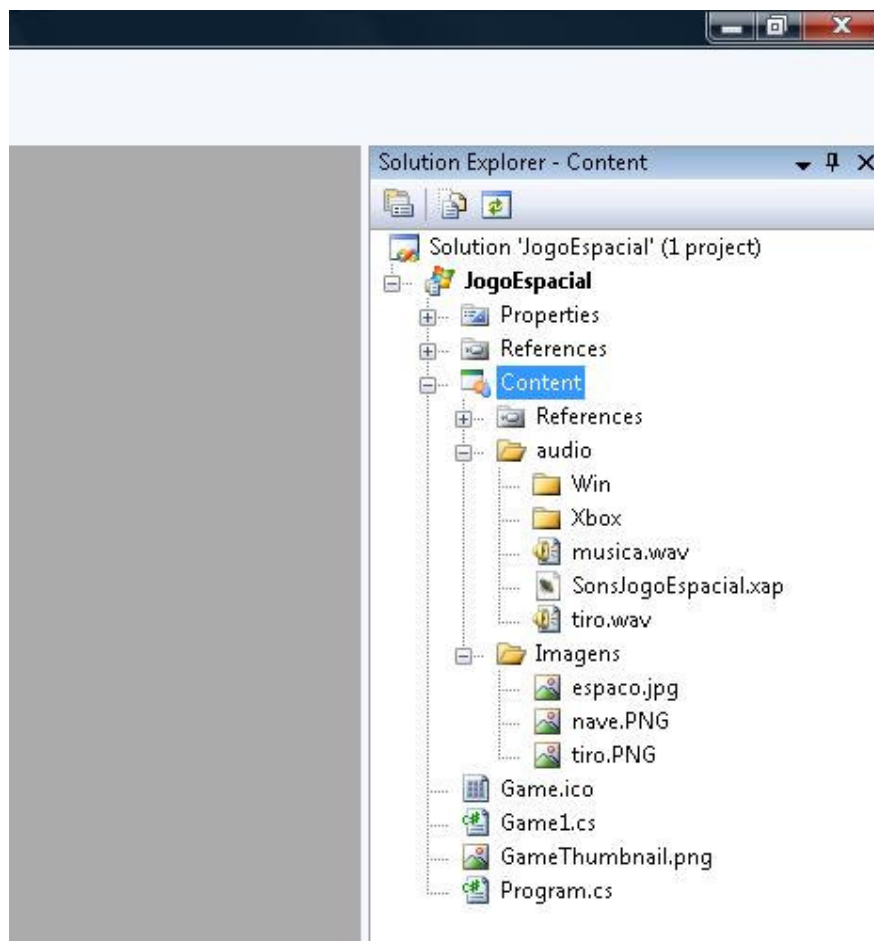 Solution Explorer - Content
Solution 'JogoEspacial' (1 project)
JogoEspacial
Properties
References
Content
References
audio
Win
Xbox
musica.wav
SonsJogoEspacial.xap
tiro.wav
Imagens
espaco.jpg
nave.PNG
tiro.PNG
Game.ico
Game1.cs
GameThumbnail.png
Program.cs